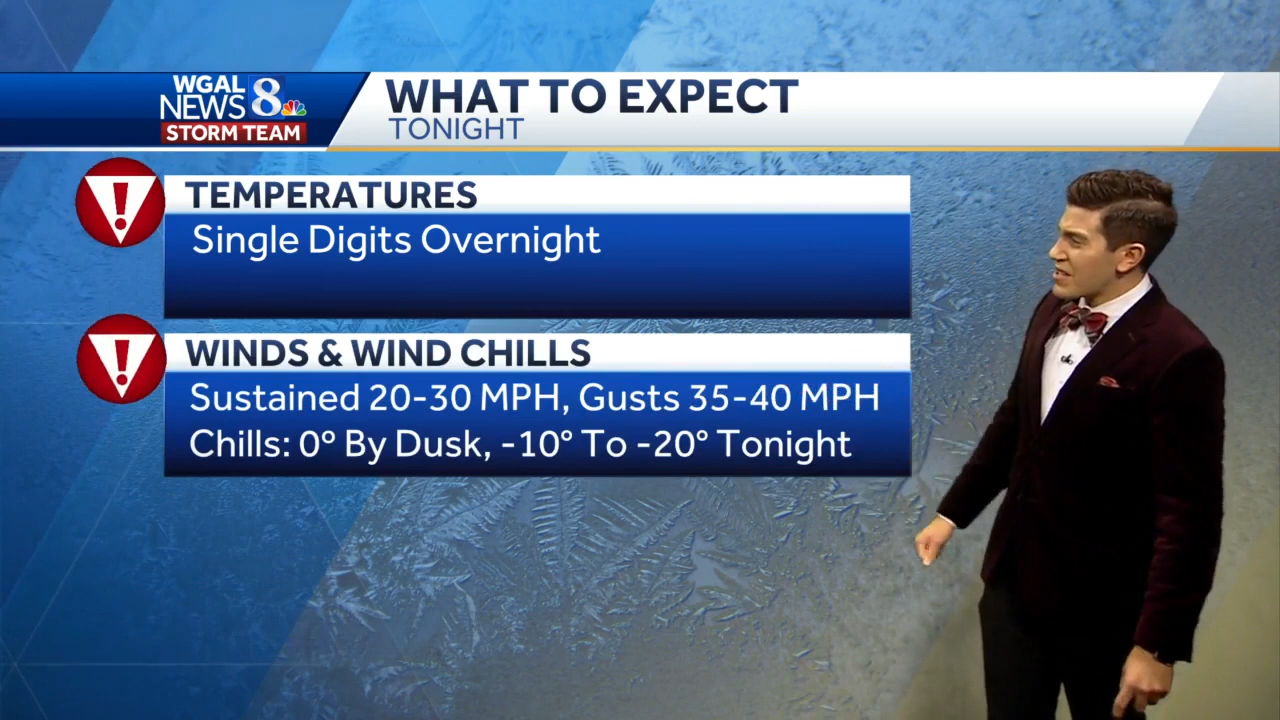 WGAL
NEWS 8
STORM TEAM
WHAT TO EXPECT
TONIGHT
TEMPERATURES
Single Digits Overnight
WINDS & WIND CHILLS
Sustained 20-30 MPH, Gusts 35-40 MPH
Chills: 0° By Dusk, -10° To -20° Tonight